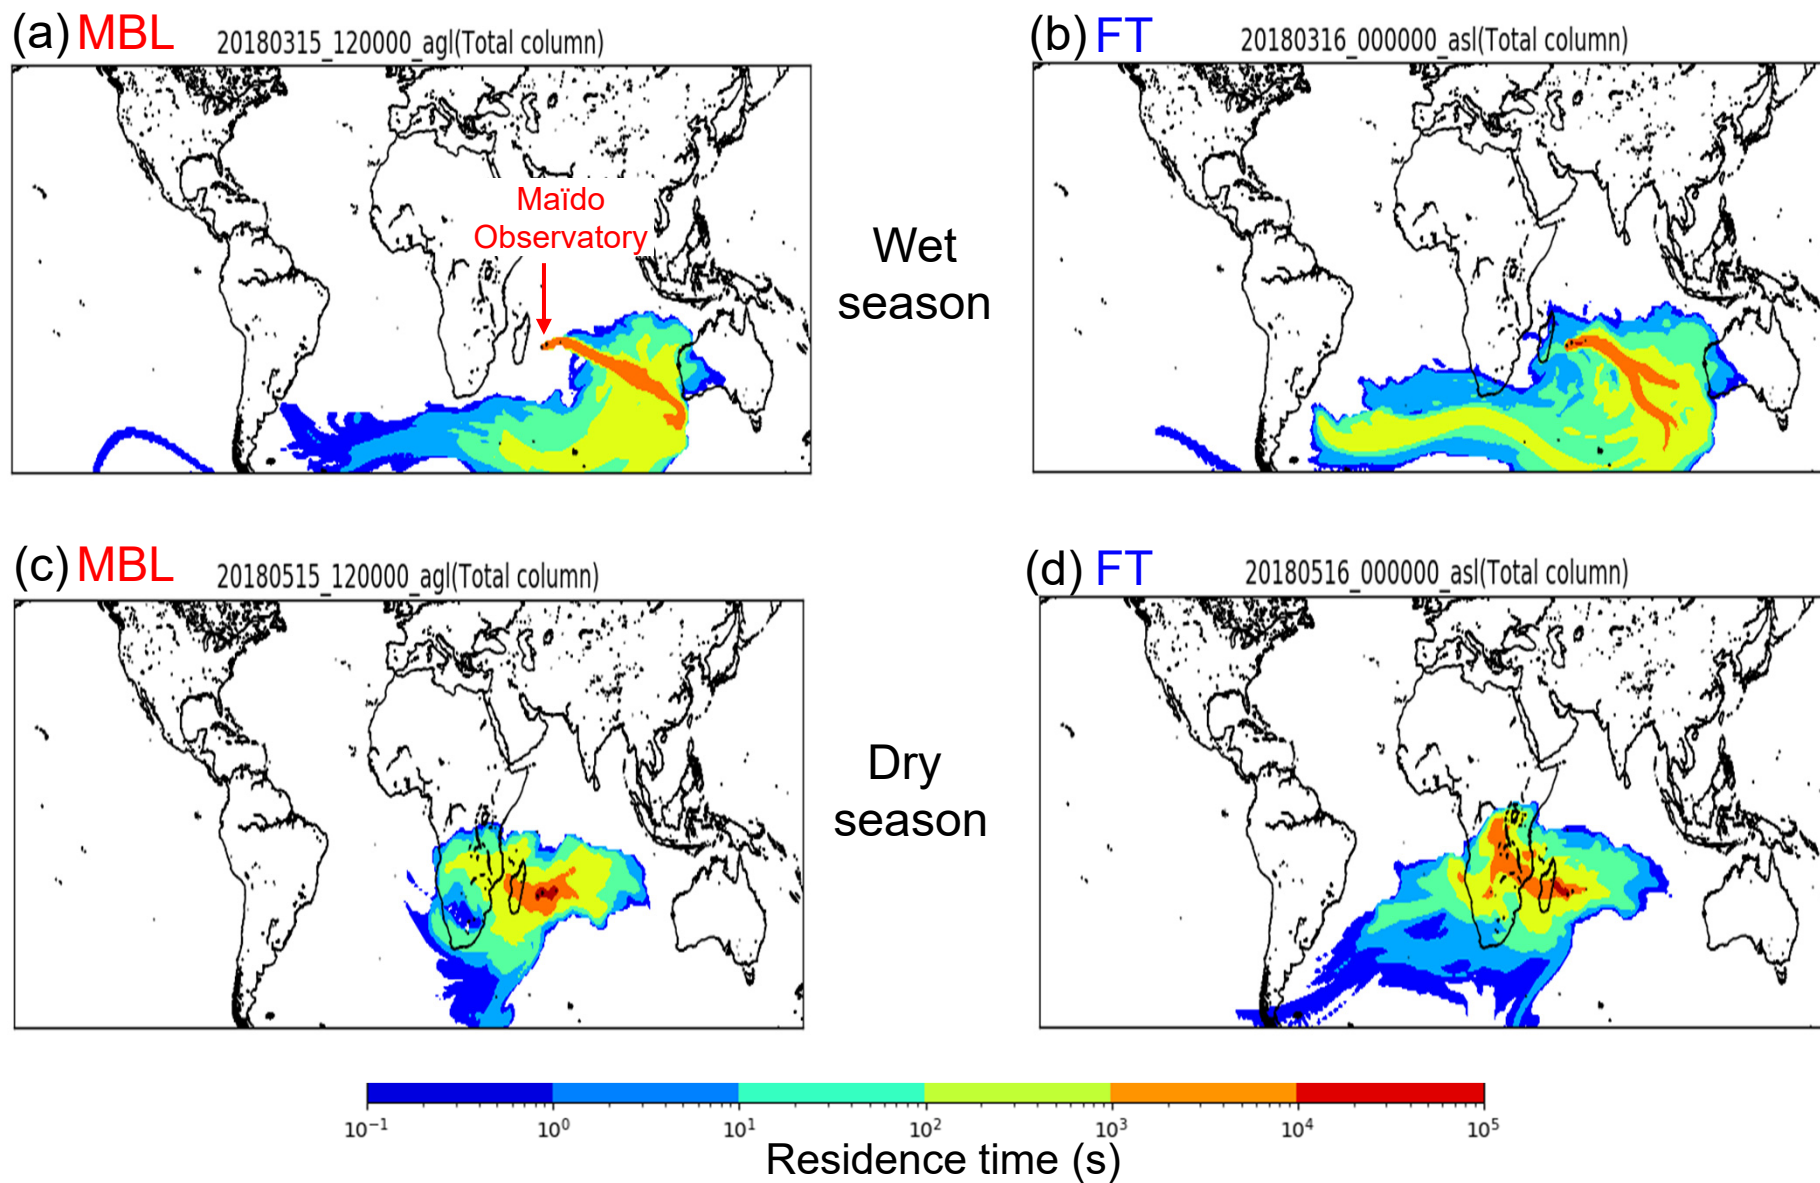 (a) MBL 20180315_120000_agl(Total column)
(b) FT 20180316_000000_asl(Total column)
Maïdo
Observatory
Wet
season
(c) MBL 20180515_120000_agl(Total column)
(d) FT 20180516_000000_asl(Total column)
Dry
season
10⁻¹ 10⁰ 10¹ 10² 10³ 10⁴ 10⁵
Residence time (s)